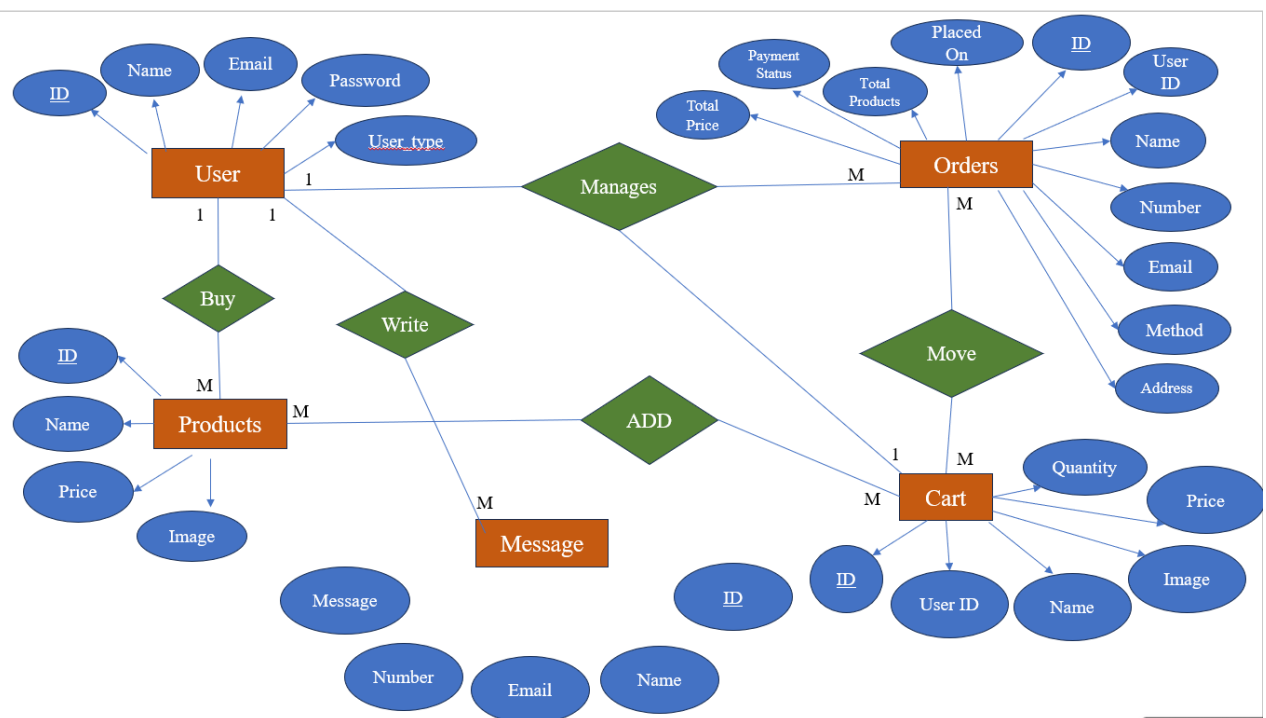 ID
Name
Email
Password
User_type
User
1
1
1
Buy
M
Write
Manages
M
Payment
Status
Total
Price
Total
Products
Placed
On
ID
User
ID
Name
Number
Email
Method
Address
Orders
M
Move
ID
Name
Price
Image
Products
M
ADD
M
1
M
Cart
Quantity
Price
Image
Name
User ID
ID
M
Message
Message
Number
Email
Name
ID